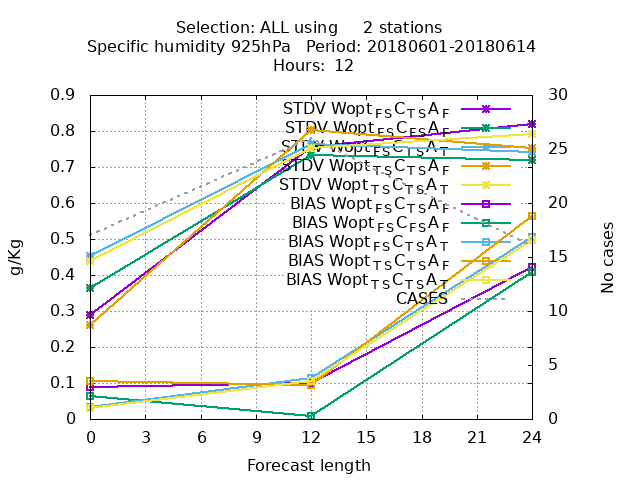 Selection: ALL using 2 stations
Specific humidity 925hPa Period: 20180601-20180614
Hours: 12
0.9
0.8
0.7
0.6
0.5
0.4
0.3
0.2
0.1
0
30
25
20
15
10
5
0
STDV Wopt FS C TS A F
STDV Wopt FS C FS A F
STDV Wopt FS C TS A T
STDV Wopt TS C TS A F
STDV Wopt TS C TS A T
BIAS Wopt FS C TS A F
BIAS Wopt FS C FS A F
BIAS Wopt FS C TS A T
BIAS Wopt TS C TS A F
BIAS Wopt TS C TS A T
CASES
g/Kg
No cases
0 3 6 9 12 15 18 21 24
Forecast length